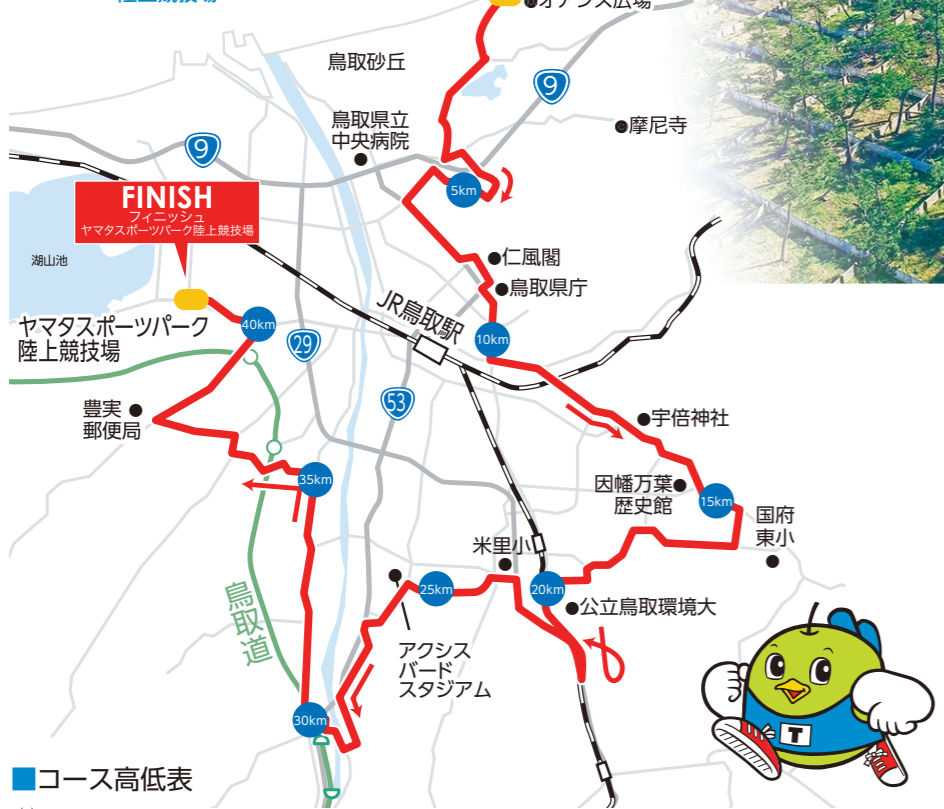 オアシス広場
鳥取砂丘
9
鳥取県立
中央病院
摩尼寺
9
5km
FINISH
フィニッシュ
ヤマタスポーツパーク陸上競技場
仁風閣
湖山池
鳥取県庁
JR鳥取駅
10km
ヤマタスポーツパーク
陸上競技場
40km
29
53
豊実
郵便局
宇倍神社
35km
因幡万葉
歴史館
15km
国府
東小
米里小
20km
25km
公立鳥取環境大
鳥取道
アクシス
バード
スタジアム
30km
T
■コース高低表